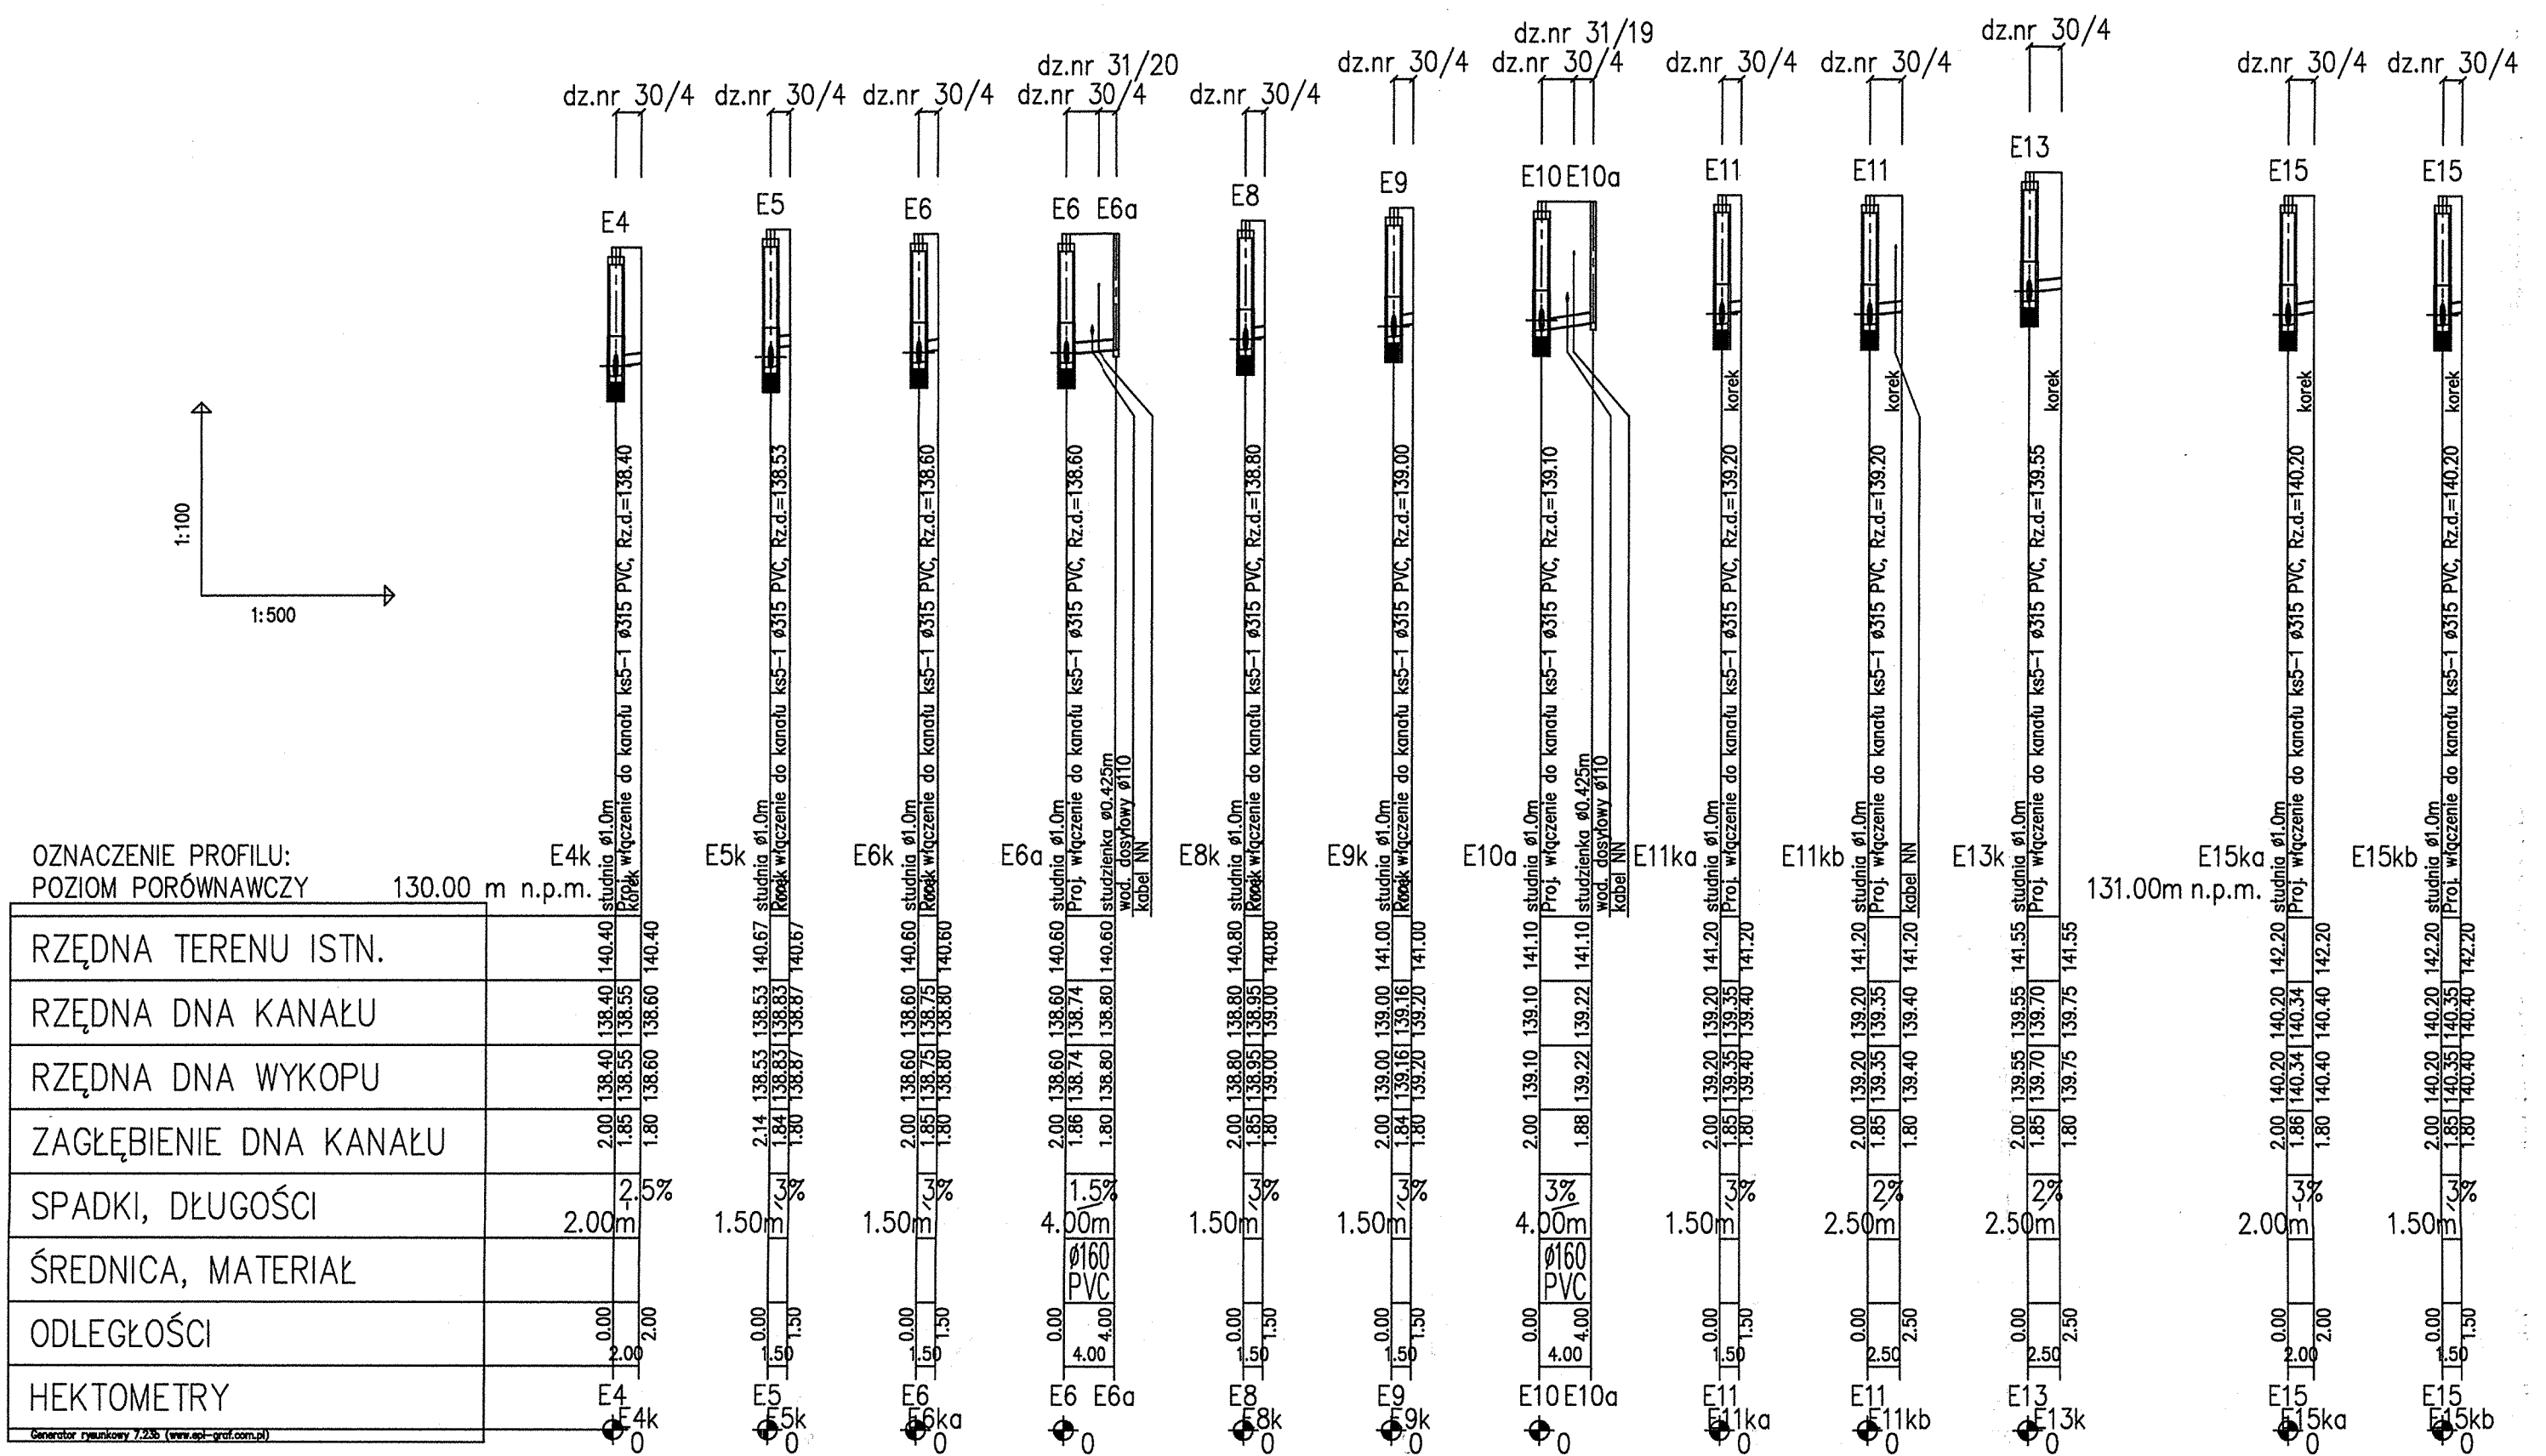 dz.nr 31/19
dz.nr 30/4
dz.nr 31/20
dz.nr 30/4 dz.nr 30/4 dz.nr 30/4 dz.nr 30/4 dz.nr 30/4 dz.nr 30/4
dz.nr 30/4 dz.nr 30/4 dz.nr 30/4 dz.nr 30/4 dz.nr 30/4
E4 E5 E6 E6 E6a E8 E9 E10 E10a E11 E11 E13 E15 E15
1:100
1:500
korek korek korek korek korek
OZNACZENIE PROFILU:
E4k E5k E6k E6a E8k E9k E10a E11ka E11kb E13k E15ka E15kb
POZIOM PORÓWNAWCZY 130.00 m n.p.m.
131.00m n.p.m.
studnia ø1.0m
Proj. włączenie do kanału ks5-1 ø315 PVC, Rz.d.=138.40
korek
studnia ø1.0m
Proj. włączenie do kanału ks5-1 ø315 PVC, Rz.d.=138.53
korek
studnia ø1.0m
Proj. włączenie do kanału ks5-1 ø315 PVC, Rz.d.=138.60
korek
studnia ø1.0m
Proj. włączenie do kanału ks5-1 ø315 PVC, Rz.d.=138.60
studzienka ø0.425m
wod. dosyłowy ø110
kabel NN
studnia ø1.0m
Proj. włączenie do kanału ks5-1 ø315 PVC, Rz.d.=138.80
korek
studnia ø1.0m
Proj. włączenie do kanału ks5-1 ø315 PVC, Rz.d.=139.00
korek
studnia ø1.0m
Proj. włączenie do kanału ks5-1 ø315 PVC, Rz.d.=139.10
studzienka ø0.425m
wod. dosyłowy ø110
kabel NN
studnia ø1.0m
Proj. włączenie do kanału ks5-1 ø315 PVC, Rz.d.=139.20
studnia ø1.0m
Proj. włączenie do kanału ks5-1 ø315 PVC, Rz.d.=139.20
kabel NN
studnia ø1.0m
Proj. włączenie do kanału ks5-1 ø315 PVC, Rz.d.=139.55
studnia ø1.0m
Proj. włączenie do kanału ks5-1 ø315 PVC, Rz.d.=140.20
studnia ø1.0m
Proj. włączenie do kanału ks5-1 ø315 PVC, Rz.d.=140.20
RZĘDNA TERENU ISTN. 140.40 140.40 140.67 140.67 140.60 140.60 140.60 140.60 140.80 140.80 141.00 141.00 141.10 141.10 141.20 141.20 141.20 141.20 141.55 141.55 142.20 142.20 142.20 142.20
RZĘDNA DNA KANAŁU 138.40 138.55 138.60 138.53 138.83 138.87 138.60 138.75 138.80 138.60 138.74 138.80 138.80 138.95 139.00 139.00 139.16 139.20 139.10 139.22 139.20 139.35 139.40 139.20 139.35 139.40 139.55 139.70 139.75 140.20 140.34 140.40 140.20 140.35 140.40
RZĘDNA DNA WYKOPU 138.40 138.55 138.60 138.53 138.83 138.87 138.60 138.75 138.80 138.60 138.74 138.80 138.80 138.95 139.00 139.00 139.16 139.20 139.10 139.22 139.20 139.35 139.40 139.20 139.35 139.40 139.55 139.70 139.75 140.20 140.34 140.40 140.20 140.35 140.40
ZAGŁĘBIENIE DNA KANAŁU 2.00 1.85 1.80 2.14 1.84 1.80 2.00 1.85 1.80 2.00 1.86 1.80 2.00 1.85 1.80 2.00 1.84 1.80 2.00 1.88 2.00 1.85 1.80 2.00 1.85 1.80 2.00 1.85 1.80 2.00 1.86 1.80 2.00 1.85 1.80
2.5% 3% 3% 1.5% 3% 3% 3% 3% 2% 2% 3% 3%
SPADKI, DŁUGOŚCI 2.00m 1.50m 1.50m 4.00m 1.50m 1.50m 4.00m 1.50m 2.50m 2.50m 2.00m 1.50m
ŚREDNICA, MATERIAŁ ø160 PVC ø160 PVC
ODLEGŁOŚCI 0.00 2.00 0.00 1.50 0.00 1.50 0.00 4.00 0.00 1.50 0.00 1.50 0.00 4.00 0.00 1.50 0.00 2.50 0.00 2.50 0.00 2.00 0.00 1.50
2.00 1.50 1.50 4.00 1.50 1.50 4.00 1.50 2.50 2.50 2.00 1.50
HEKTOMETRY E4 E5 E6 E6 E6a E8 E9 E10 E10a E11 E11 E13 E15 E15
E4k E5k E6ka E8k E9k E11ka E11kb E13k E15ka E15kb
Generator rysunkowy 7.23b (www.epi-graf.com.pl)
0 0 0 0 0 0 0 0 0 0 0 0